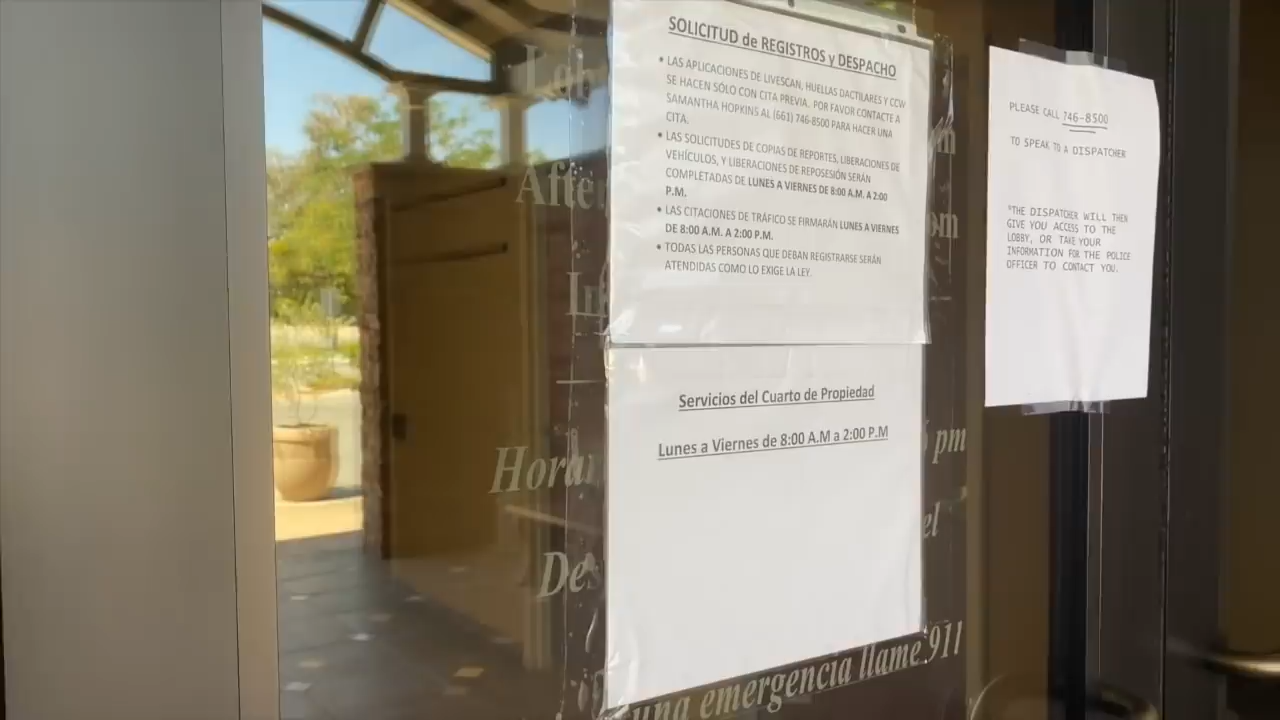 SOLICITUD de REGISTROS y DESPACHO
• LAS APLICACIONES DE LIVESCAN, HUELLAS DACTILARES Y CCW
SE HACEN SÓLO CON CITA PREVIA. POR FAVOR CONTACTE A
SAMANTHA HOPKINS AL (661) 746-8500 PARA HACER UNA
CITA.
• LAS SOLICITUDES DE COPIAS DE REPORTES, LIBERACIONES DE
VEHÍCULOS, Y LIBERACIONES DE REPOSESIÓN SERÁN
COMPLETADAS DE LUNES A VIERNES DE 8:00 A.M. A 2:00
P.M.
• LAS CITACIONES DE TRÁFICO SE FIRMARÁN LUNES A VIERNES
DE 8:00 A.M. A 2:00 P.M.
• TODAS LAS PERSONAS QUE DEBAN REGISTRARSE SERÁN
ATENDIDAS COMO LO EXIGE LA LEY.
Servicios del Cuarto de Propiedad
Lunes a Viernes de 8:00 A.M a 2:00 P.M
PLEASE CALL 746-8500
TO SPEAK TO A DISPATCHER
*THE DISPATCHER WILL THEN
GIVE YOU ACCESS TO THE
LOBBY, OR TAKE YOUR
INFORMATION FOR THE POLICE
OFFICER TO CONTACT YOU.
pm
una emergencia llame 911